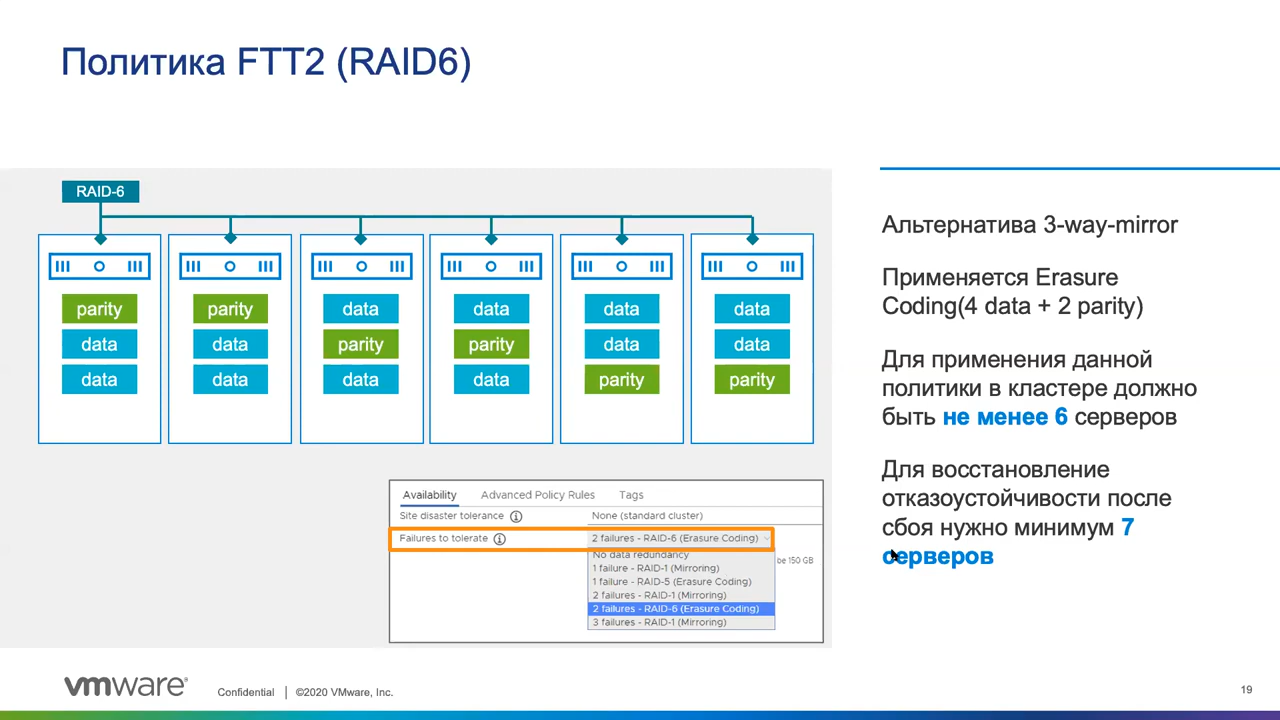 Политика FTT2 (RAID6)
RAID-6
parity parity data data data data
data data parity parity data data
data data data data parity parity
Альтернатива 3-way-mirror
Применяется Erasure
Coding(4 data + 2 parity)
Для применения данной
политики в кластере должно
быть не менее 6 серверов
Для восстановление
отказоустойчивости после
сбоя нужно минимум 7
серверов
Availability Advanced Policy Rules Tags
Site disaster tolerance None (standard cluster)
Failures to tolerate 2 failures - RAID-6 (Erasure Coding)
No data redundancy
be 150 GB
1 failure - RAID-1 (Mirroring)
1 failure - RAID-5 (Erasure Coding)
2 failures - RAID-1 (Mirroring)
2 failures - RAID-6 (Erasure Coding)
3 failures - RAID-1 (Mirroring)
vmware® Confidential | ©2020 VMware, Inc. 19